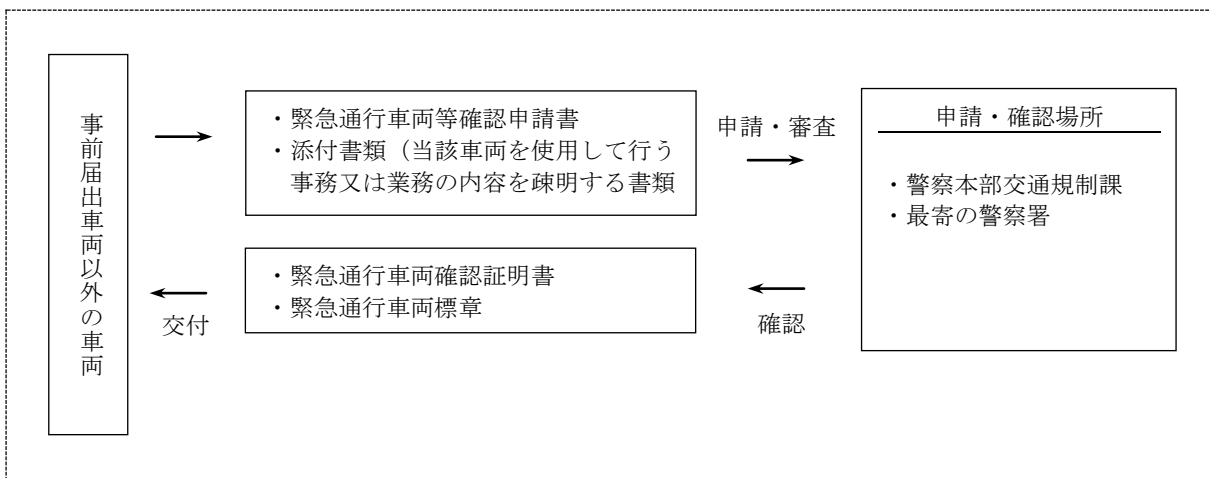 事前届出車両以外の車両
・緊急通行車両等確認申請書
・添付書類（当該車両を使用して行う
事務又は業務の内容を疎明する書類
申請・審査
申請・確認場所
・警察本部交通規制課
・最寄の警察署
・緊急通行車両確認証明書
・緊急通行車両標章
交付
確認